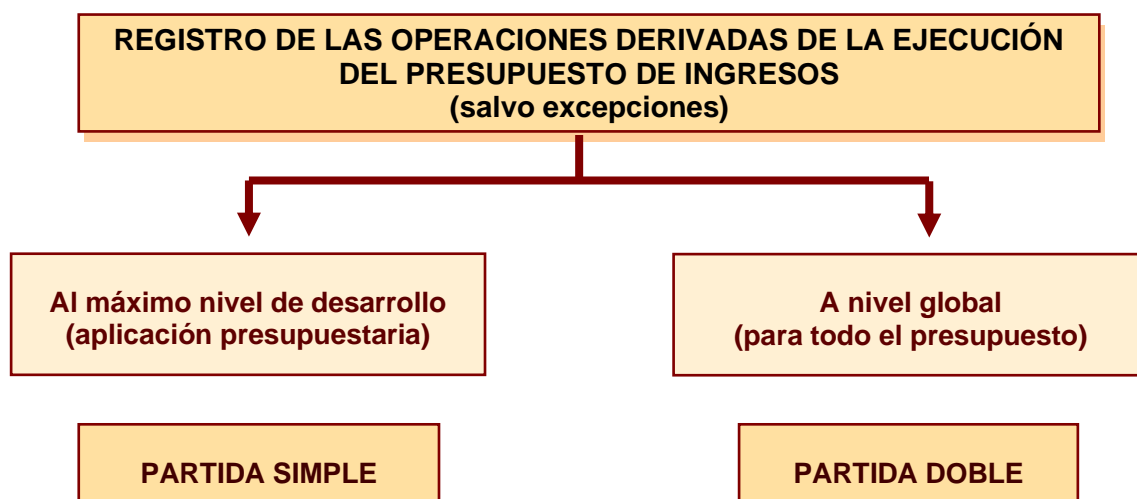 REGISTRO DE LAS OPERACIONES DERIVADAS DE LA EJECUCIÓN
DEL PRESUPUESTO DE INGRESOS
(salvo excepciones)
Al máximo nivel de desarrollo
(aplicación presupuestaria)
A nivel global
(para todo el presupuesto)
PARTIDA SIMPLE
PARTIDA DOBLE